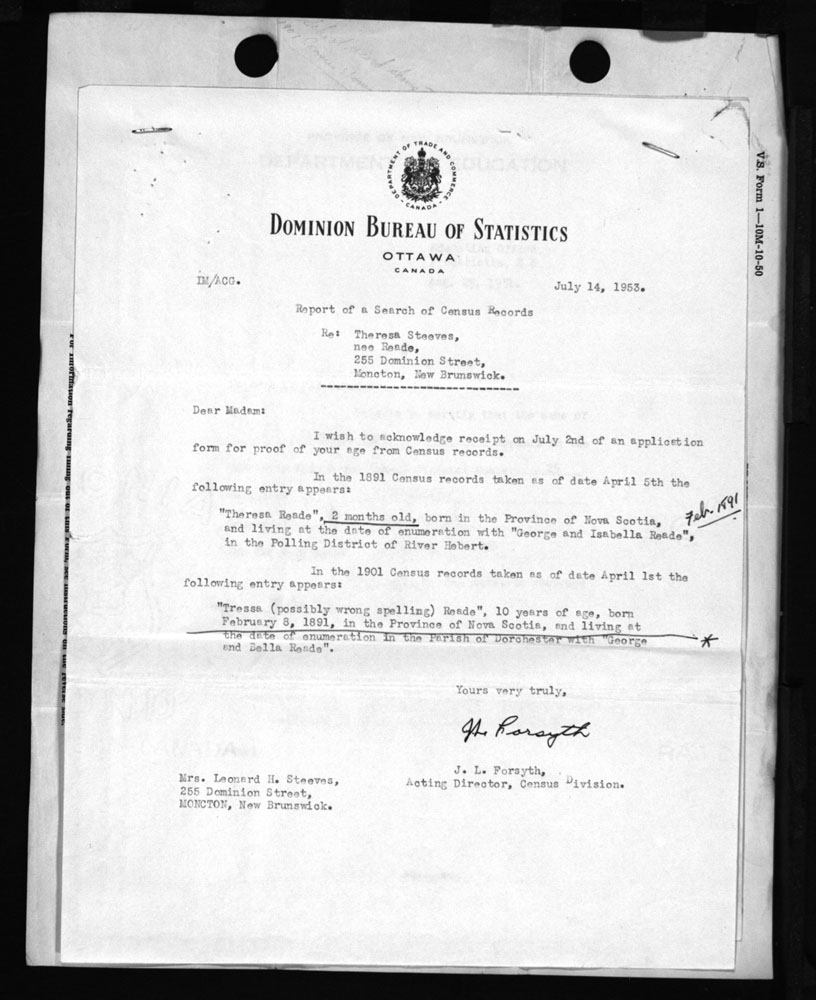 V.S. Form 1—10M-10-50
DEPARTMENT OF TRADE AND COMMERCE
CANADA
DOMINION BUREAU OF STATISTICS
OTTAWA
CANADA
IM/ACG.
July 14, 1953.
Report of a Search of Census Records
Re: Theresa Steeves,
nee Reade,
255 Dominion Street,
Moncton, New Brunswick.
Dear Madam:
I wish to acknowledge receipt on July 2nd of an application
form for proof of your age from Census records.
In the 1891 Census records taken as of date April 5th the
following entry appears:
"Theresa Reade", 2 months old, born in the Province of Nova Scotia,
Feb. 1891
and living at the date of enumeration with "George and Isabella Reade",
in the Polling District of River Hebert.
In the 1901 Census records taken as of date April 1st the
following entry appears:
"Tressa (possibly wrong spelling) Reade", 10 years of age, born
February 8, 1891, in the Province of Nova Scotia, and living at
the date of enumeration in the Parish of Dorchester with "George
and Bella Reade".
Yours very truly,
J. L. Forsyth
J. L. Forsyth,
Acting Director, Census Division.
Mrs. Leonard H. Steeves,
255 Dominion Street,
MONCTON, New Brunswick.